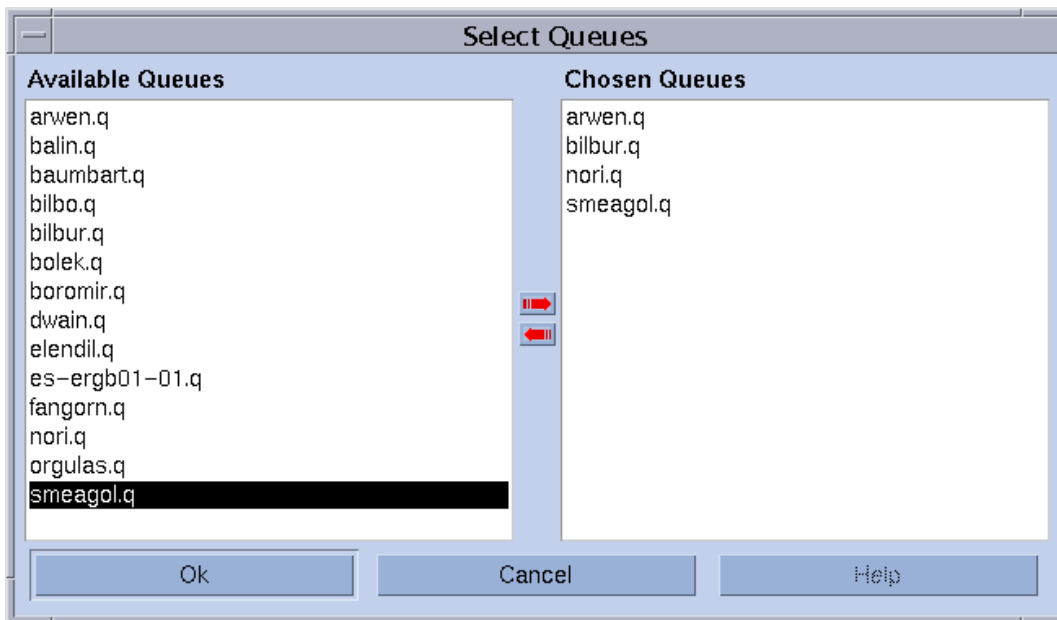 Select Queues
Available Queues
arwen.q
balin.q
baumbart.q
bilbo.q
bilbur.q
bolek.q
boromir.q
dwain.q
elendil.q
es-ergb01-01.q
fangorn.q
nori.q
orgulas.q
smeagol.q
Chosen Queues
arwen.q
bilbur.q
nori.q
smeagol.q
Ok
Cancel
Help